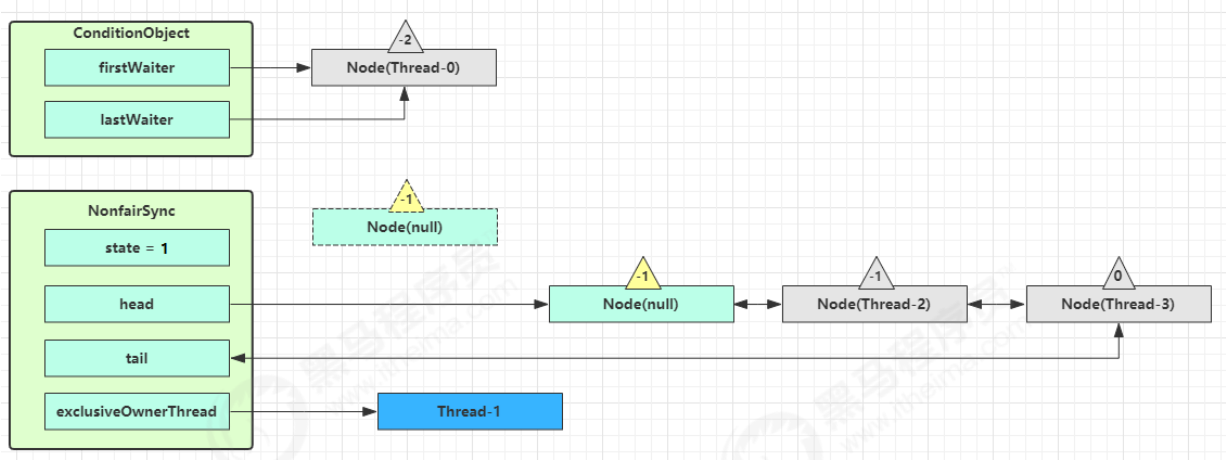 ConditionObject
-2
firstWaiter
Node(Thread-0)
lastWaiter
-1
NonfairSync
Node(null)
state = 1
-1
-1
0
head
Node(null)
Node(Thread-2)
Node(Thread-3)
tail
exclusiveOwnerThread
Thread-1
黑马程序员
www.itheima.com
黑马程序员
www.itheima.com